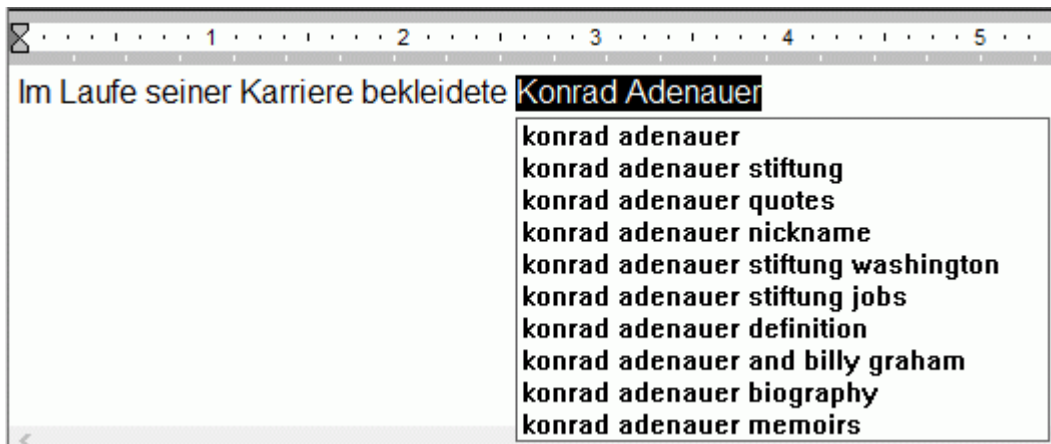 1 2 3 4 5
Im Laufe seiner Karriere bekleidete Konrad Adenauer
konrad adenauer
konrad adenauer stiftung
konrad adenauer quotes
konrad adenauer nickname
konrad adenauer stiftung washington
konrad adenauer stiftung jobs
konrad adenauer definition
konrad adenauer and billy graham
konrad adenauer biography
konrad adenauer memoirs